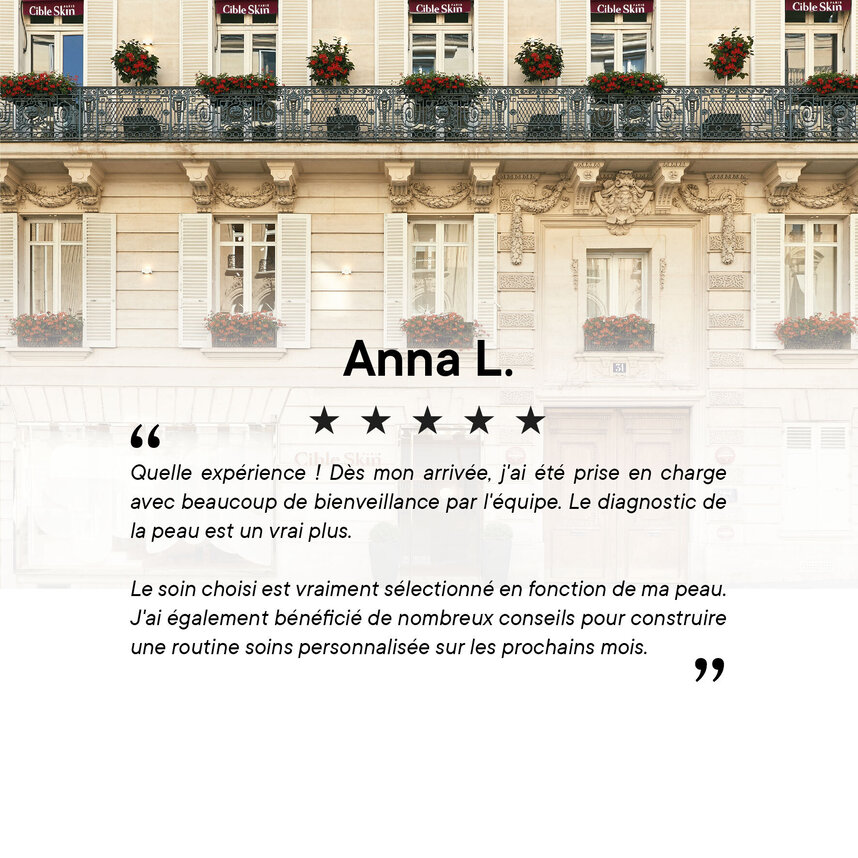 Cible Skin PARIS
Cible Skin PARIS
Cible Skin PARIS
Cible Skin PARIS
Cible Skin PARIS
31
Anna L.
★ ★ ★ ★ ★
Cible Skin
“
Quelle expérience ! Dès mon arrivée, j'ai été prise en charge
avec beaucoup de bienveillance par l'équipe. Le diagnostic de
la peau est un vrai plus.
Le soin choisi est vraiment sélectionné en fonction de ma peau.
J'ai également bénéficié de nombreux conseils pour construire
une routine soins personnalisée sur les prochains mois.
”